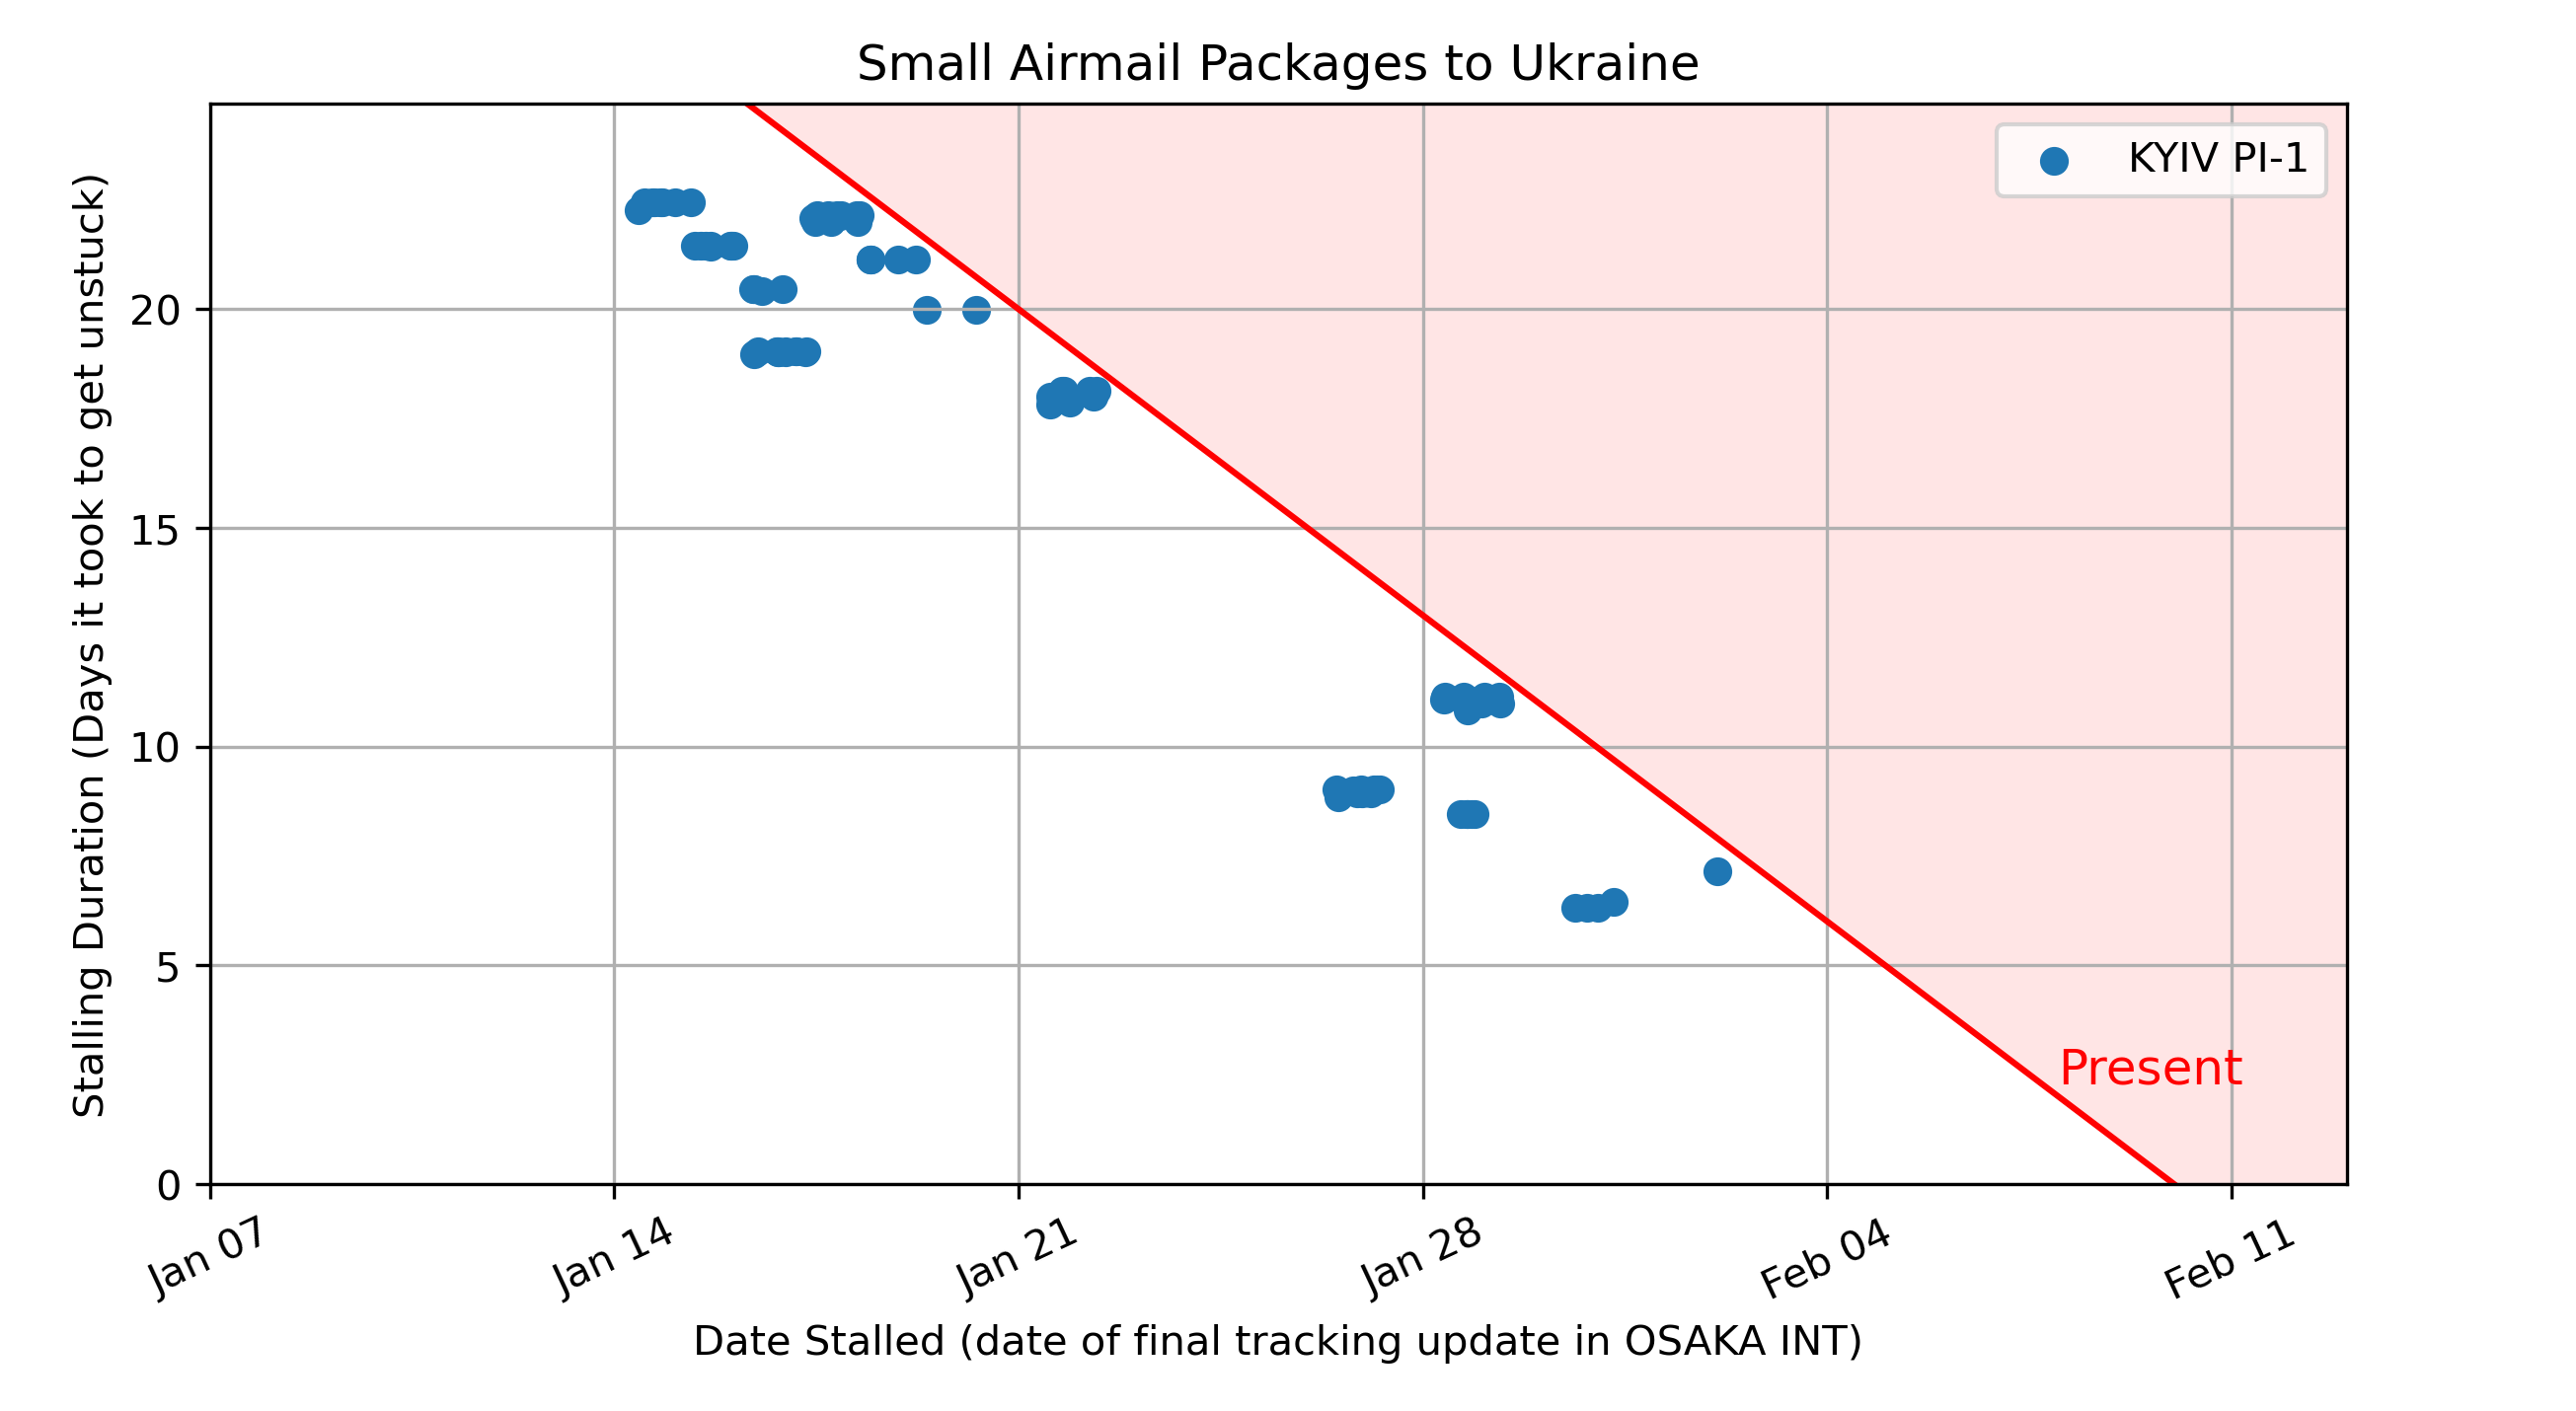 Small Airmail Packages to Ukraine
KYIV PI-1
Stalling Duration (Days it took to get unstuck)
20
15
10
5
0
Present
Jan 07
Jan 14
Jan 21
Jan 28
Feb 04
Feb 11
Date Stalled (date of final tracking update in OSAKA INT)